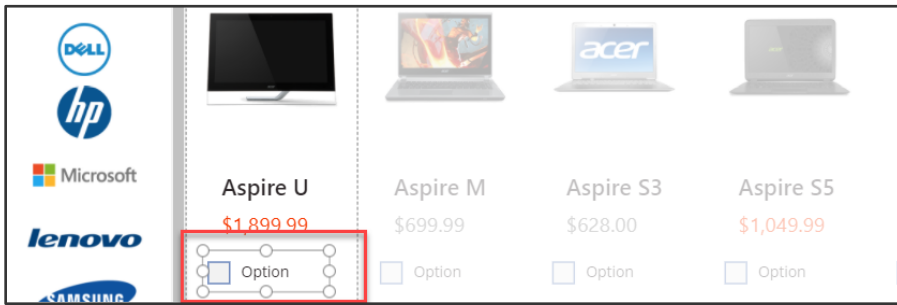 DELL
hp
Microsoft
lenovo
SAMSUNG
acer
Aspire U
Aspire M
Aspire S3
Aspire S5
$1,899.99
$699.99
$628.00
$1,049.99
Option
Option
Option
Option